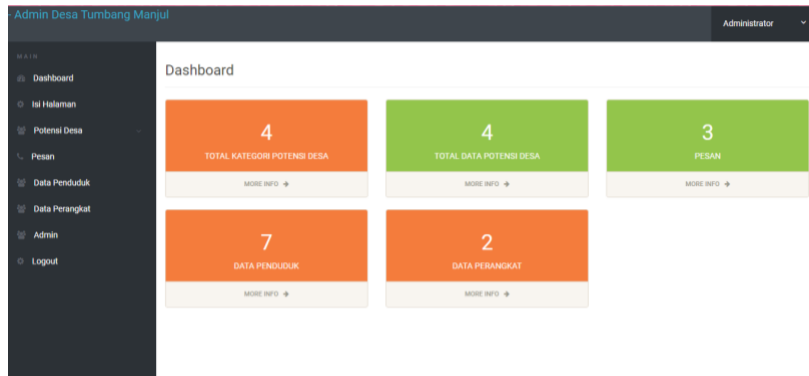 - Admin Desa Tumbang Manjul
Administrator
MAIN
Dashboard
Isi Halaman
Potensi Desa
Pesan
Data Penduduk
Data Perangkat
Admin
Logout
Dashboard
4
TOTAL KATEGORI POTENSI DESA
MORE INFO
4
TOTAL DATA POTENSI DESA
MORE INFO
3
PESAN
MORE INFO
7
DATA PENDUDUK
MORE INFO
2
DATA PERANGKAT
MORE INFO